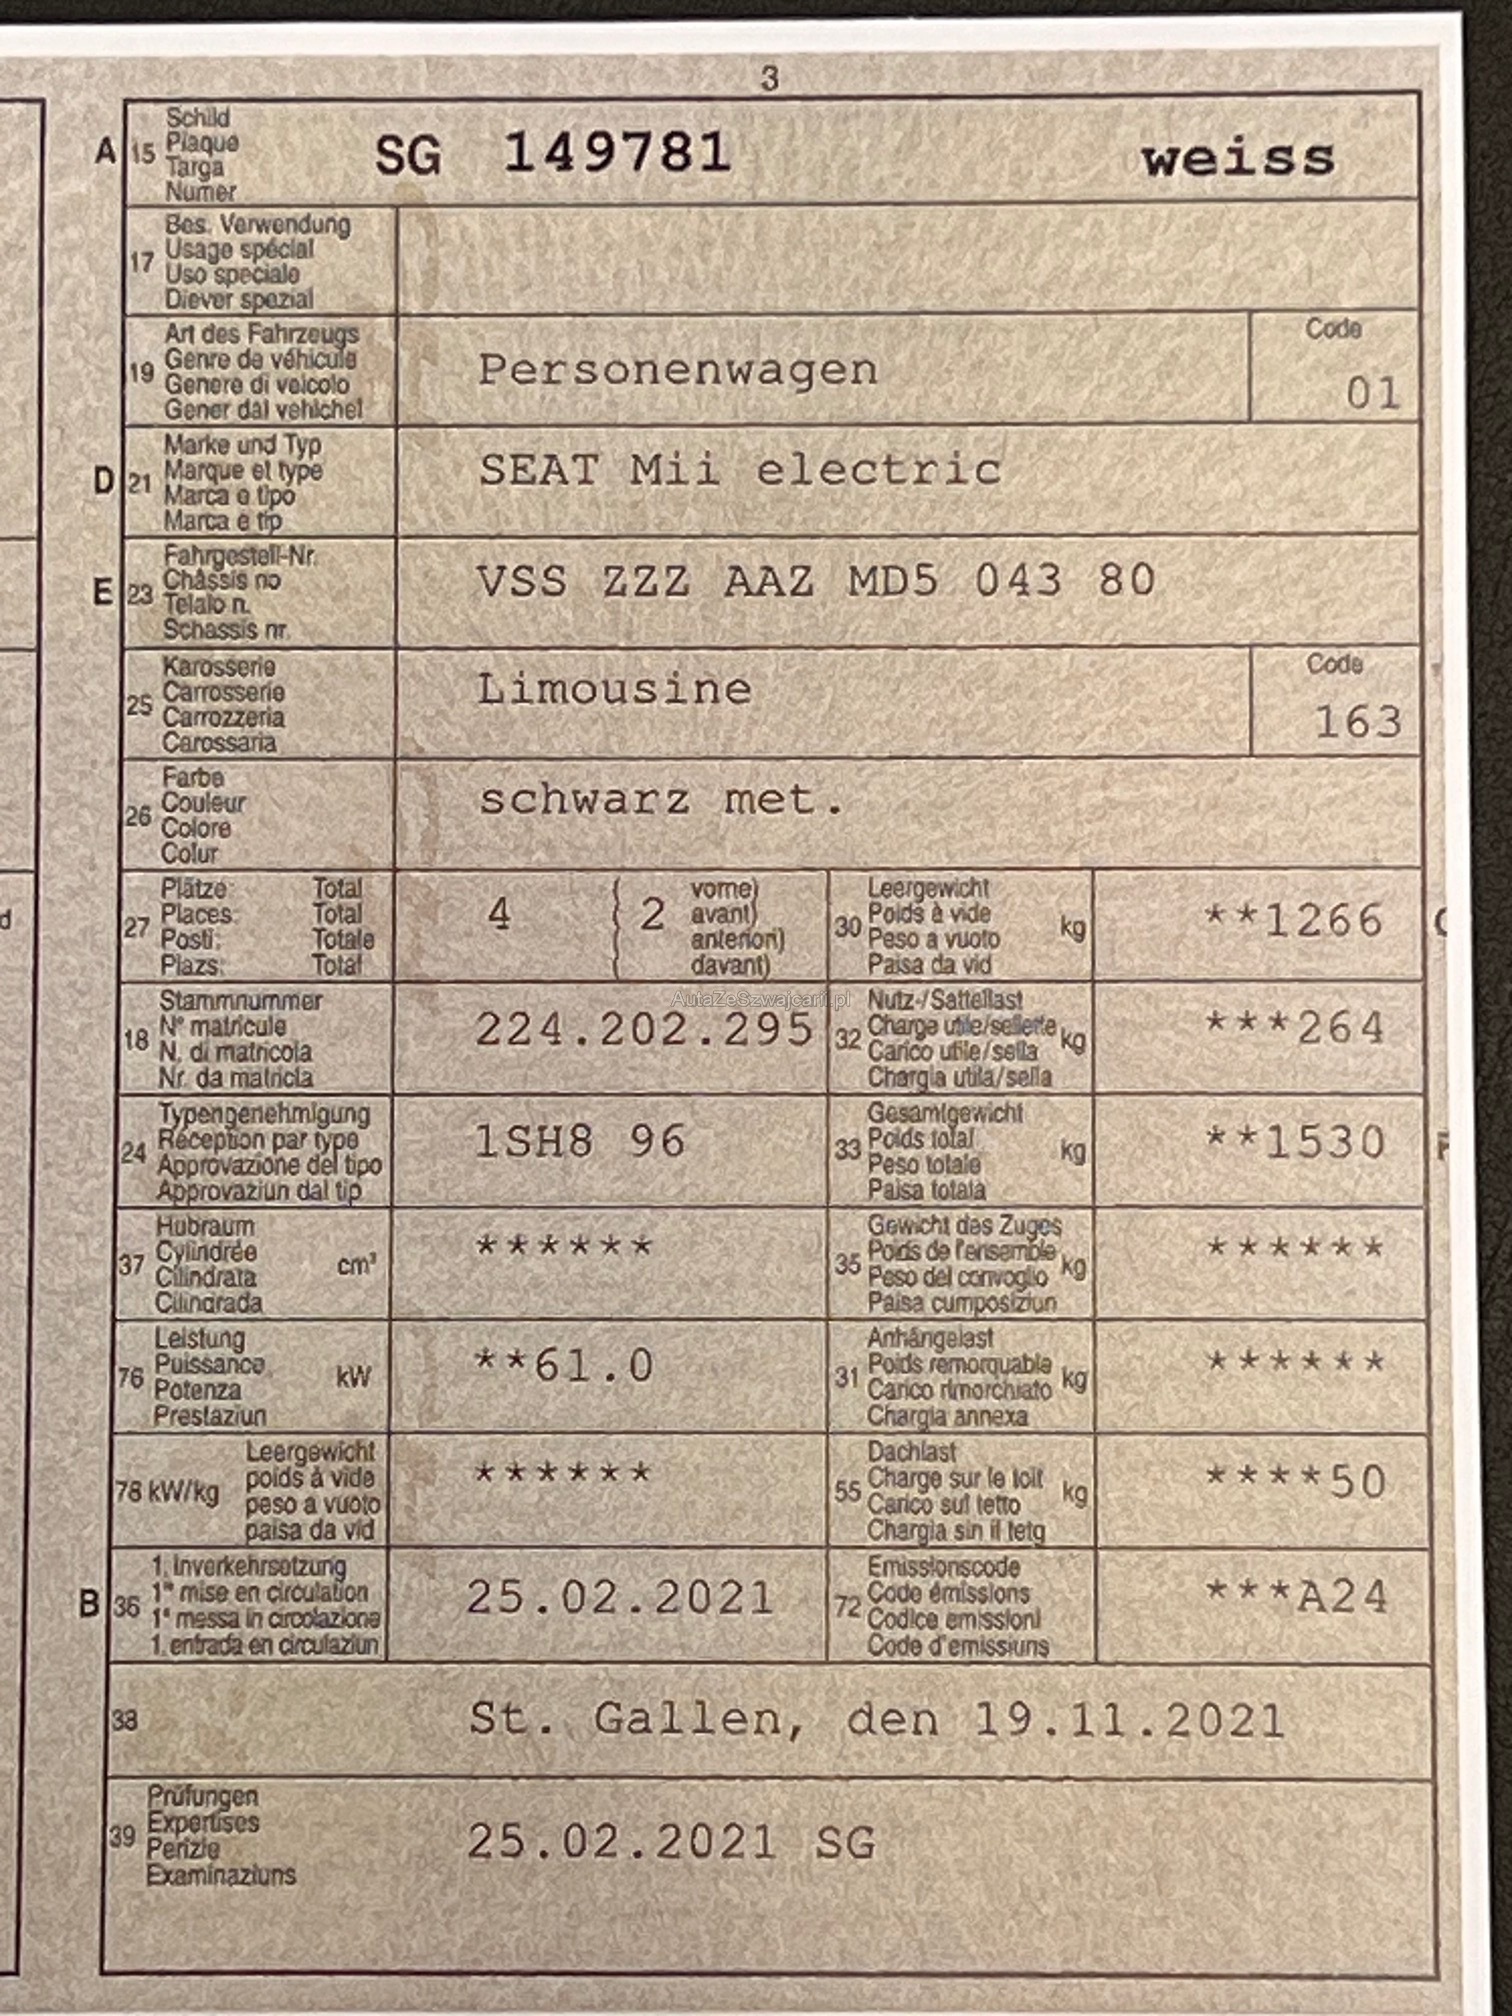 3
A 15 Schild
Plaque
Targa
Numer
SG 149781 weiss
17 Bes. Verwendung
Usage spécial
Uso speciale
Diever spezial
19 Art des Fahrzeugs
Genre de véhicule
Genere di veicolo
Gener dal vehichel
Personenwagen
Code
01
D 21 Marke und Typ
Marque et type
Marca e tipo
Marca e tip
SEAT Mii electric
E 23 Fahrgestell-Nr.
Châssis no
Telaio n.
Schassis nr.
VSS ZZZ AAZ MD5 043 80
25 Karosserie
Carrosserie
Carrozzeria
Carossaria
Limousine
Code
163
26 Farbe
Couleur
Colore
Colur
schwarz met.
27 Plätze: Total
Places: Total
Posti: Totale
Plazs: Total
4 ( 2 vorne)
( avant)
( anteriori)
( davant)
30 Leergewicht
Poids à vide kg
Peso a vuoto
Paisa da vid
**1266
18 Stammnummer
N° matricule
N. di matricola
Nr. da matricla
224.202.295
AutaZeSzwajcarii.pl
32 Nutz-/Sattellast
Charge utile/sellette kg
Carico utile/sella
Chargia utila/sella
***264
24 Typengenehmigung
Réception par type
Approvazione del tipo
Approvaziun dal tip
1SH8 96
33 Gesamtgewicht
Poids total kg
Peso totale
Paisa totala
**1530
37 Hubraum
Cylindrée cm³
Cilindrata
Cilindrada
******
35 Gewicht des Zuges
Poids de l'ensemble kg
Peso del convoglio
Paisa cumposiziun
******
76 Leistung
Puissance kW
Potenza
Prestaziun
**61.0
31 Anhängelast
Poids remorquable kg
Carico rimorchiato
Chargia annexa
******
78 kW/kg Leergewicht
poids à vide
peso a vuoto
paisa da vid
******
55 Dachlast
Charge sur le toit kg
Carico sul tetto
Chargia sin il tetg
****50
B 36 1. Inverkehrsetzung
1re mise en circulation
1a messa in circolazione
1. entrada en circulaziun
25.02.2021
72 Emissionscode
Code émissions
Codice emissioni
Code d'emissiuns
***A24
38 St. Gallen, den 19.11.2021
39 Prüfungen
Expertises
Perizie
Examinaziuns
25.02.2021 SG